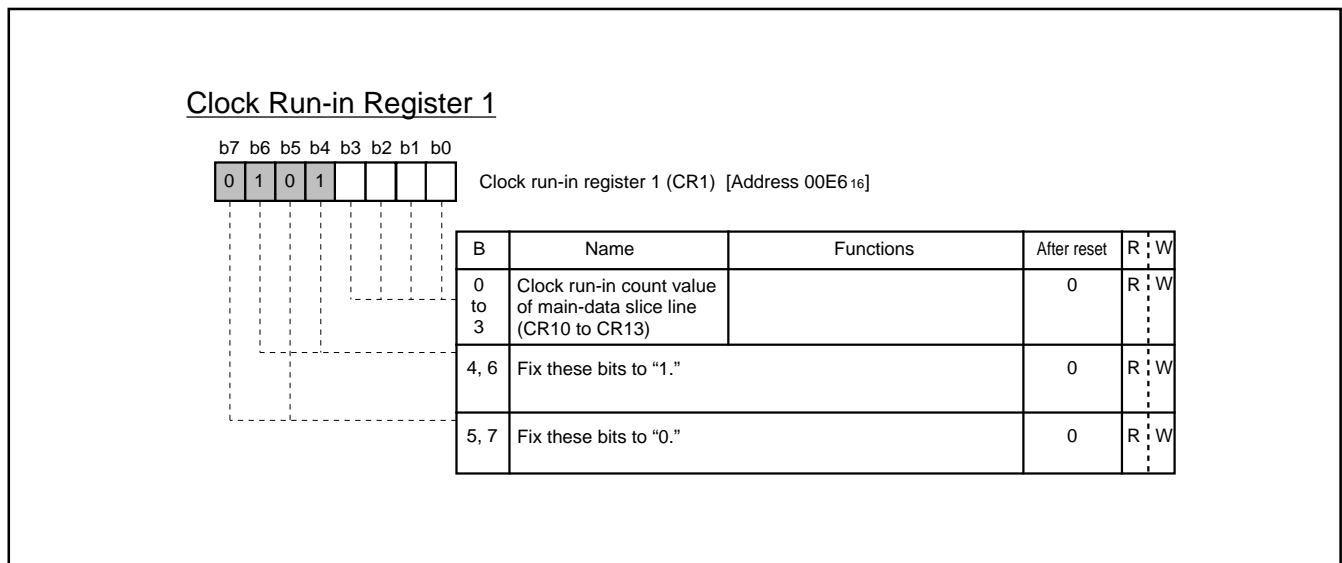 Clock Run-in Register 1
b7 b6 b5 b4 b3 b2 b1 b0
0 1 0 1
Clock run-in register 1 (CR1) [Address 00E616]
B Name Functions After reset R W
0 to 3 Clock run-in count value of main-data slice line (CR10 to CR13) 0 R W
4, 6 Fix these bits to “1.” 0 R W
5, 7 Fix these bits to “0.” 0 R W